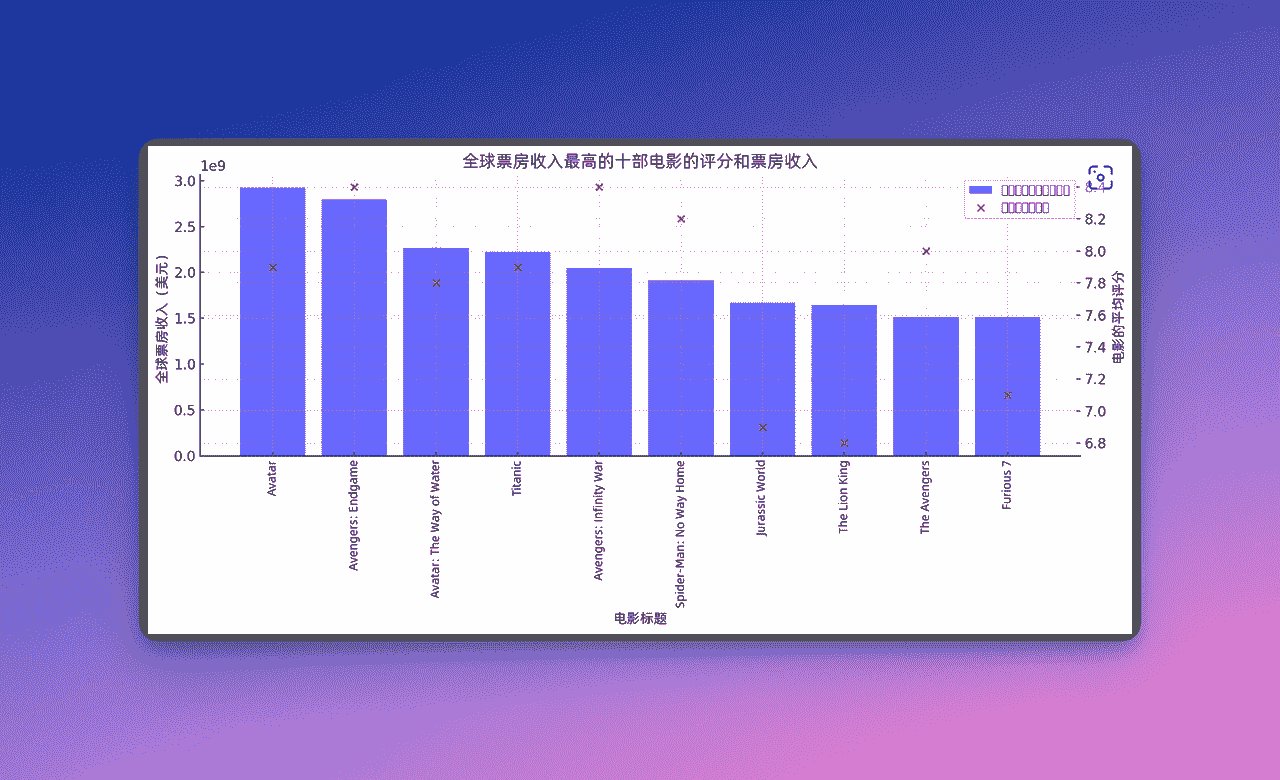 全球票房收入最高的十部电影的评分和票房收入
1e9
3.0
2.5
2.0
1.5
1.0
0.5
0.0
全球票房收入（美元）
8.4
8.2
8.0
7.8
7.6
7.4
7.2
7.0
6.8
电影的平均评分
Avatar
Avengers: Endgame
Avatar: The Way of Water
Titanic
Avengers: Infinity War
Spider-Man: No Way Home
Jurassic World
The Lion King
The Avengers
Furious 7
电影标题